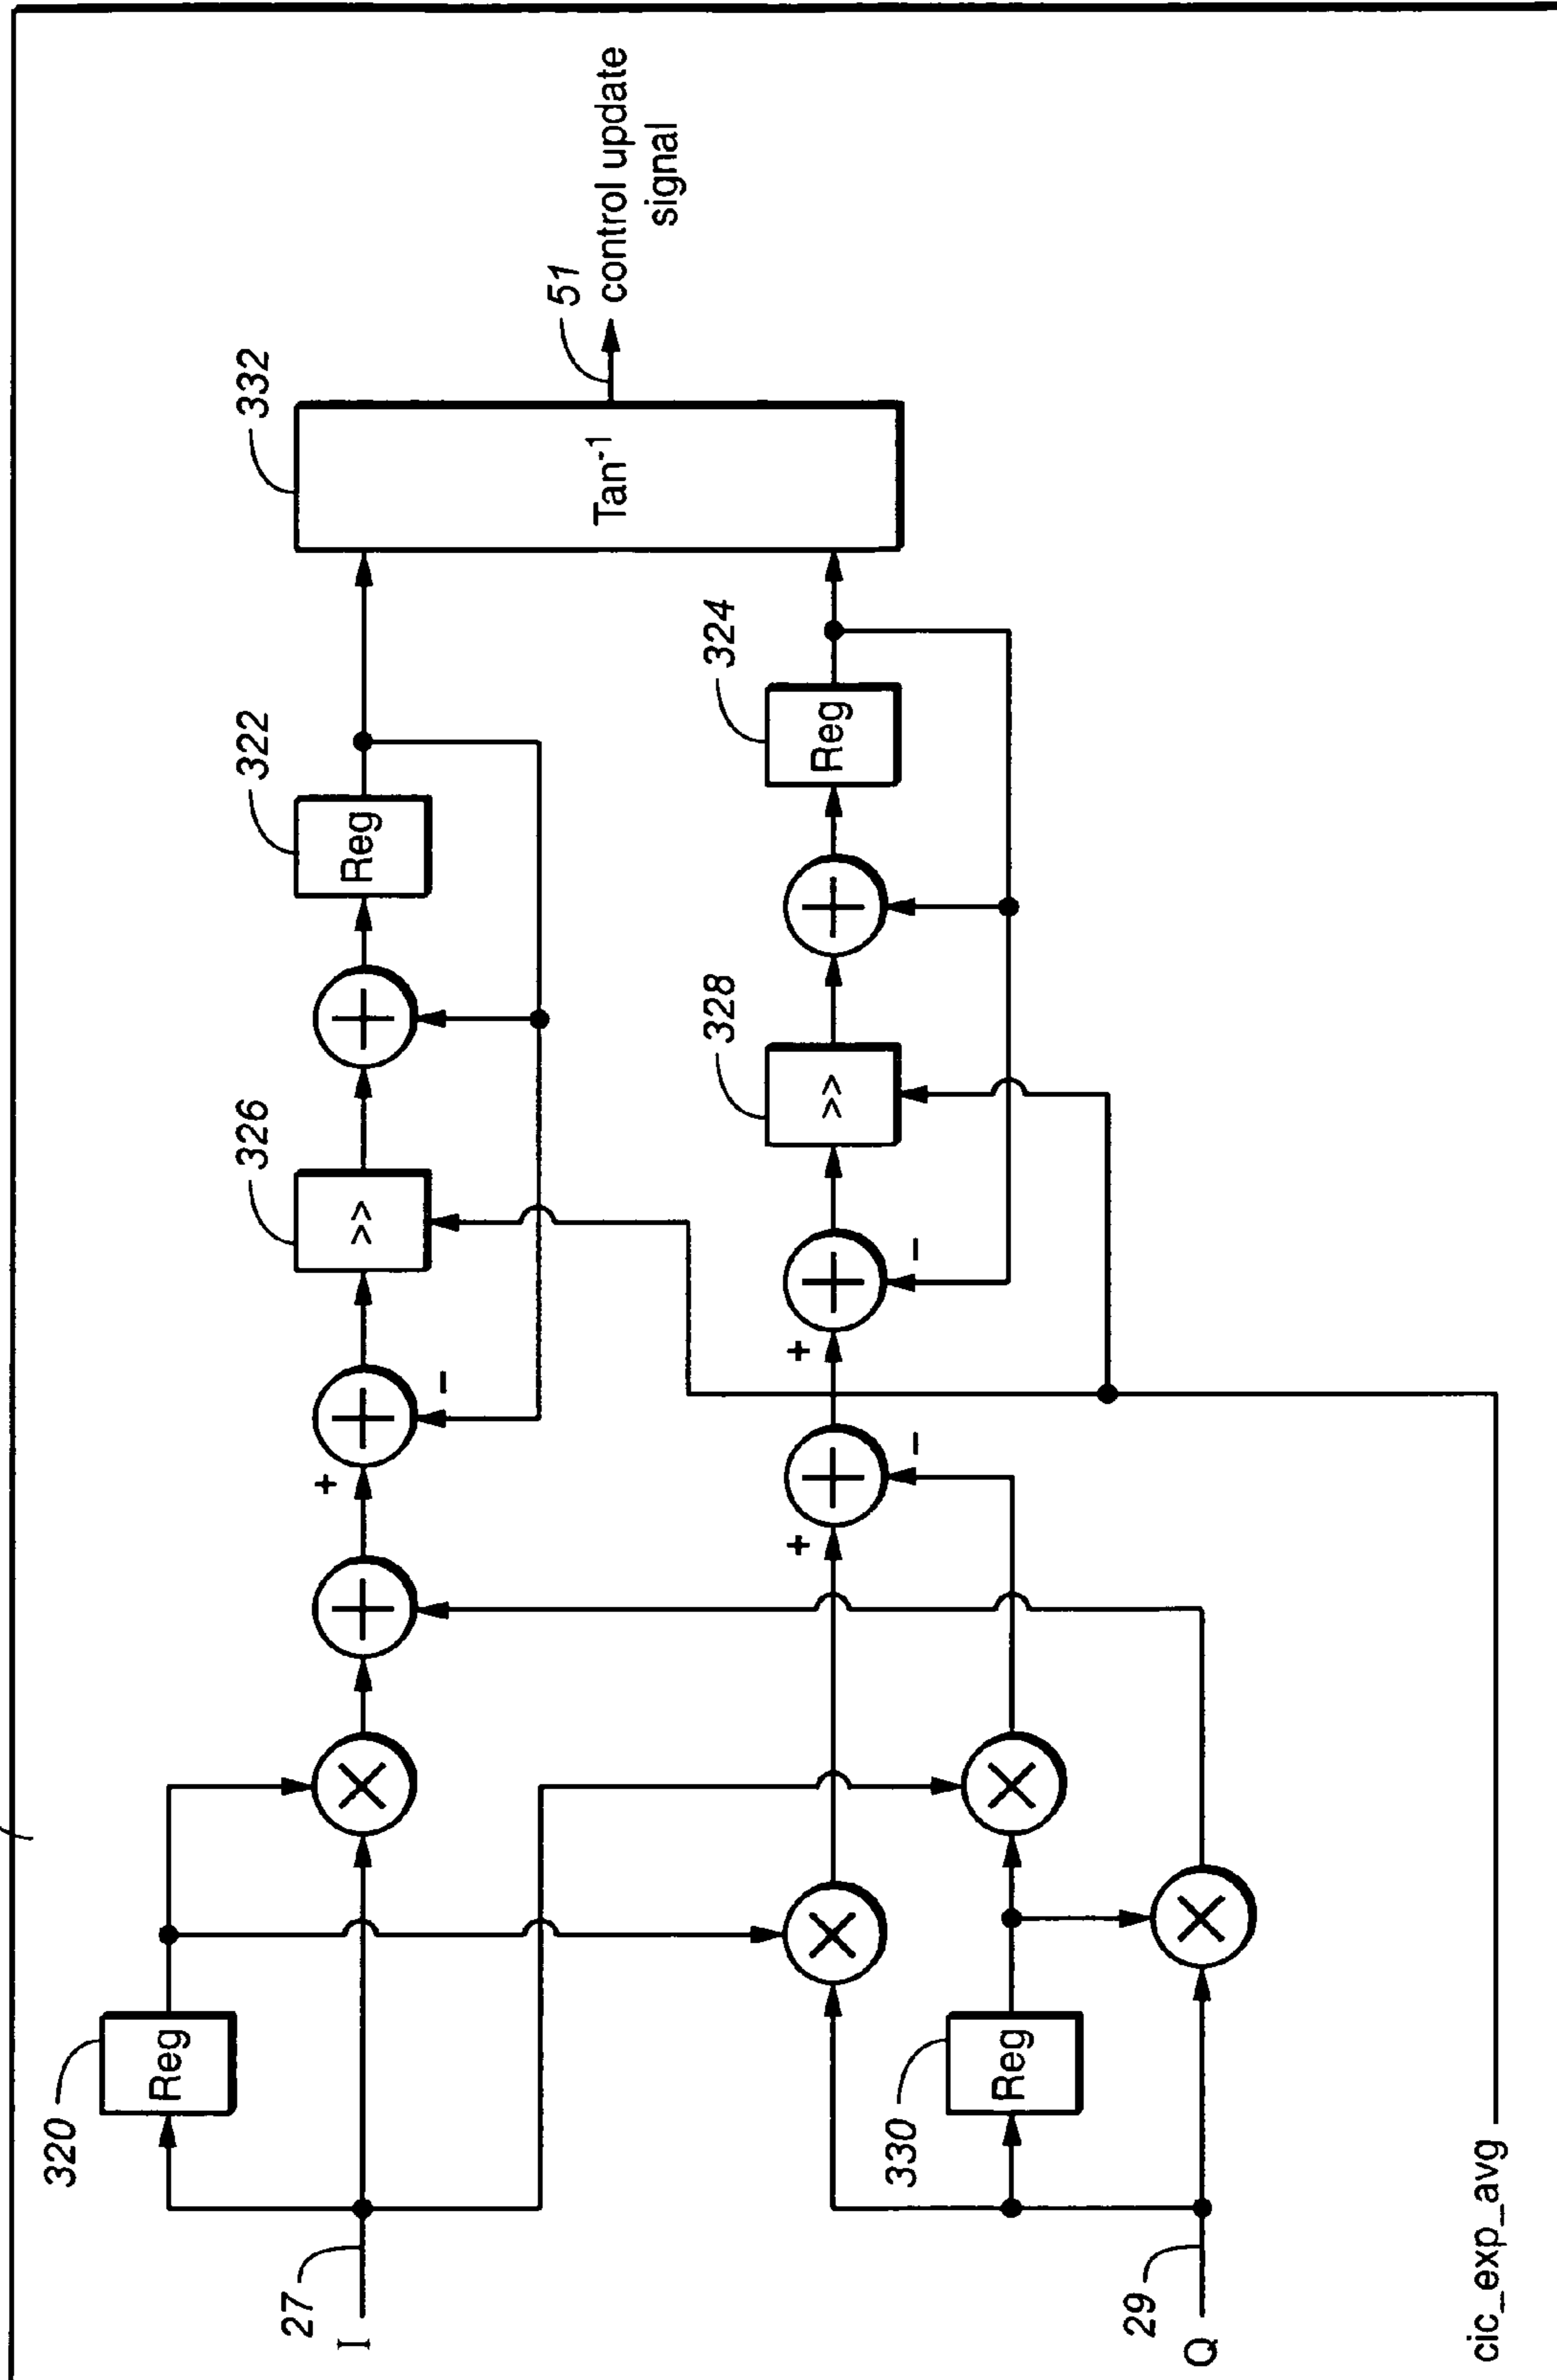 320
Reg
27
I
330
Reg
29
Q
cic_exp_avg
+
−
326
>>
322
Reg
+
−
+
−
328
>>
324
Reg
332
Tan-1
51
control update
signal